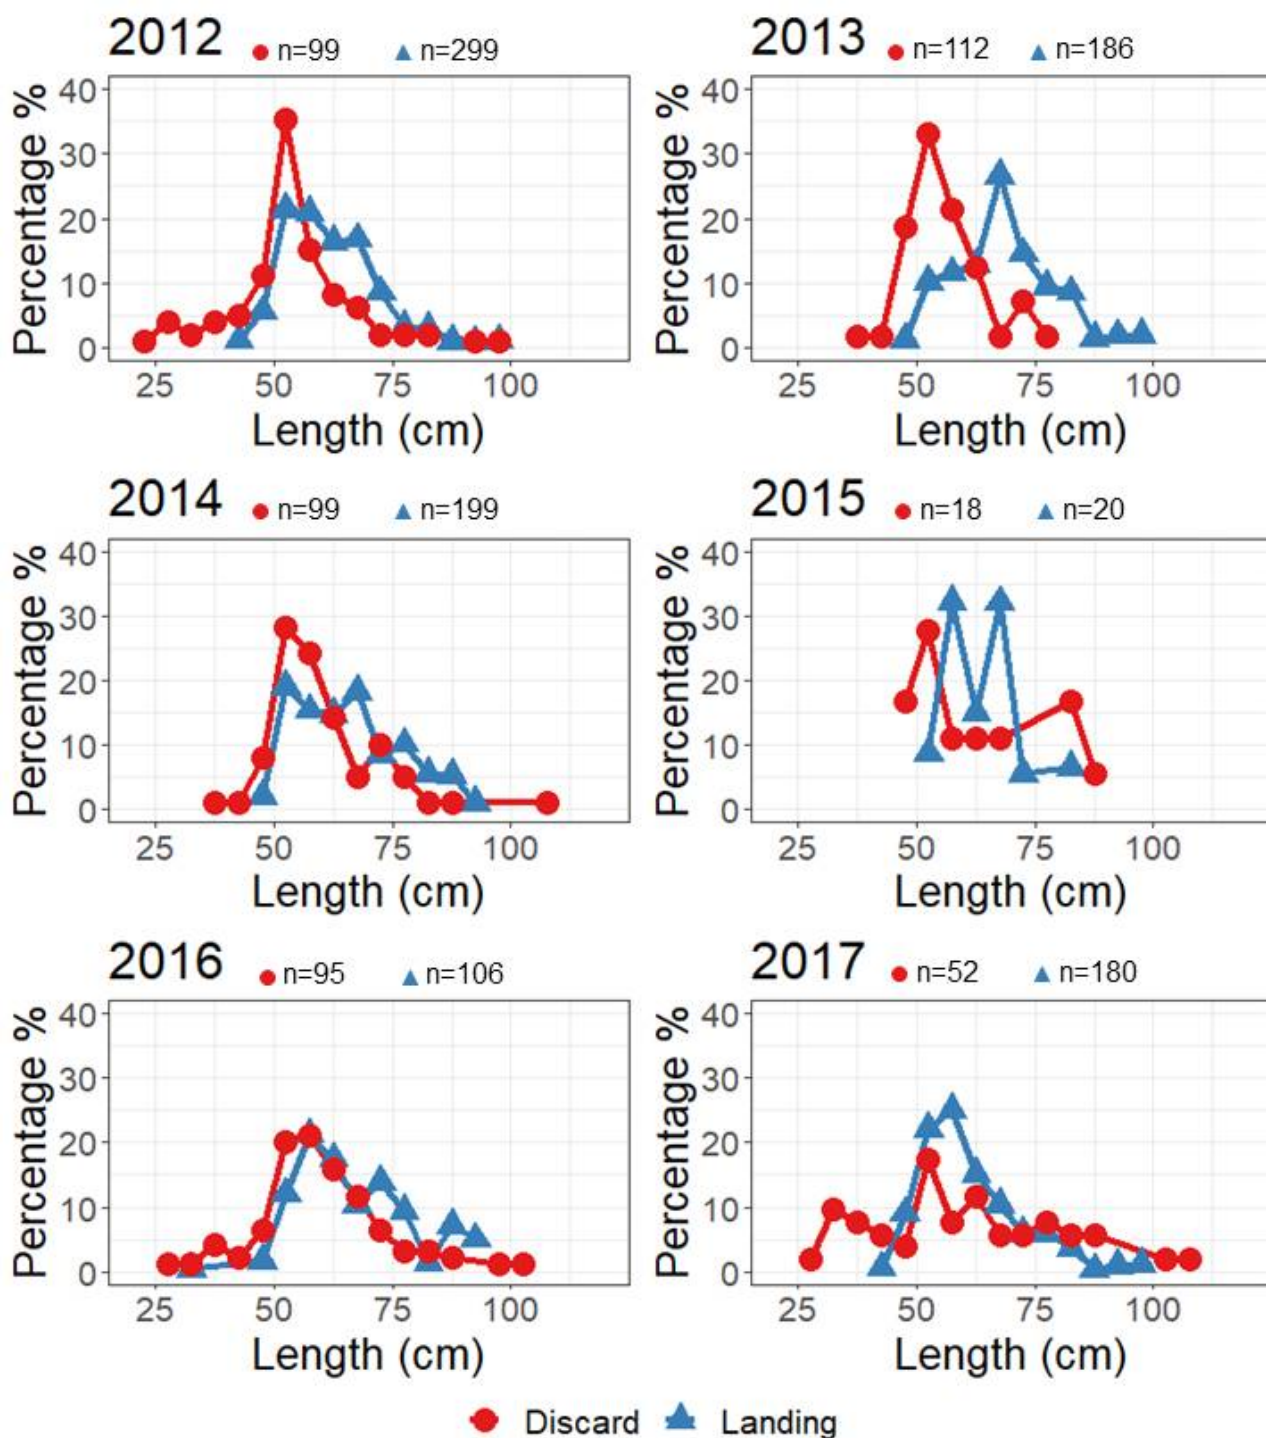 2012 n=99 n=299
40
30
20
10
0
Percentage %
25 50 75 100
Length (cm)
2013 n=112 n=186
40
30
20
10
0
Percentage %
25 50 75 100
Length (cm)
2014 n=99 n=199
40
30
20
10
0
Percentage %
25 50 75 100
Length (cm)
2015 n=18 n=20
40
30
20
10
0
Percentage %
25 50 75 100
Length (cm)
2016 n=95 n=106
40
30
20
10
0
Percentage %
25 50 75 100
Length (cm)
2017 n=52 n=180
40
30
20
10
0
Percentage %
25 50 75 100
Length (cm)
Discard Landing